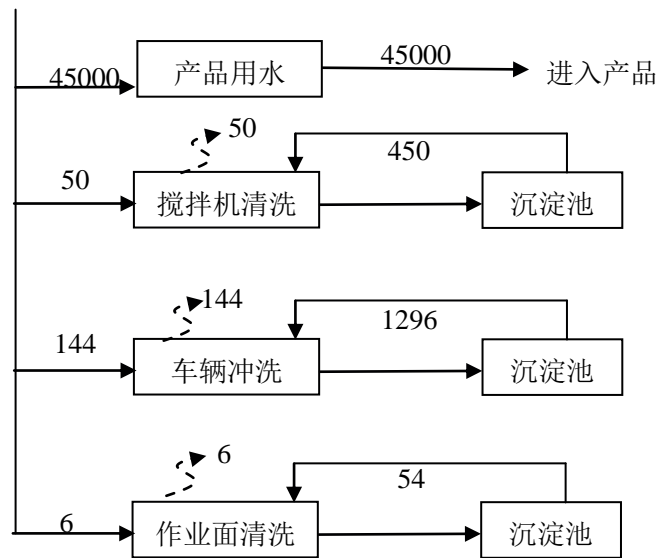 45000
产品用水
45000
进入产品
50
50
搅拌机清洗
450
沉淀池
144
144
车辆冲洗
1296
沉淀池
6
6
作业面清洗
54
沉淀池